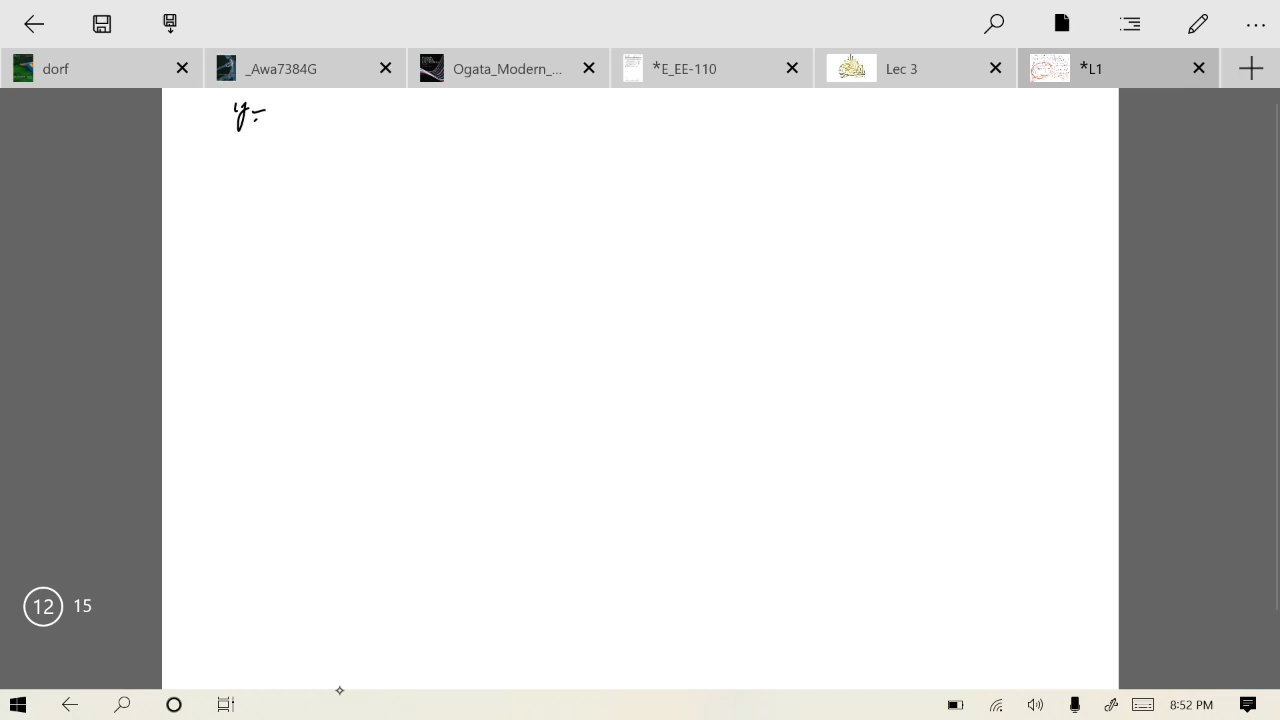 dorf
_Awa7384G
Ogata_Modern_...
*E_EE-110
Lec 3
*L1
y=
12 15
8:52 PM